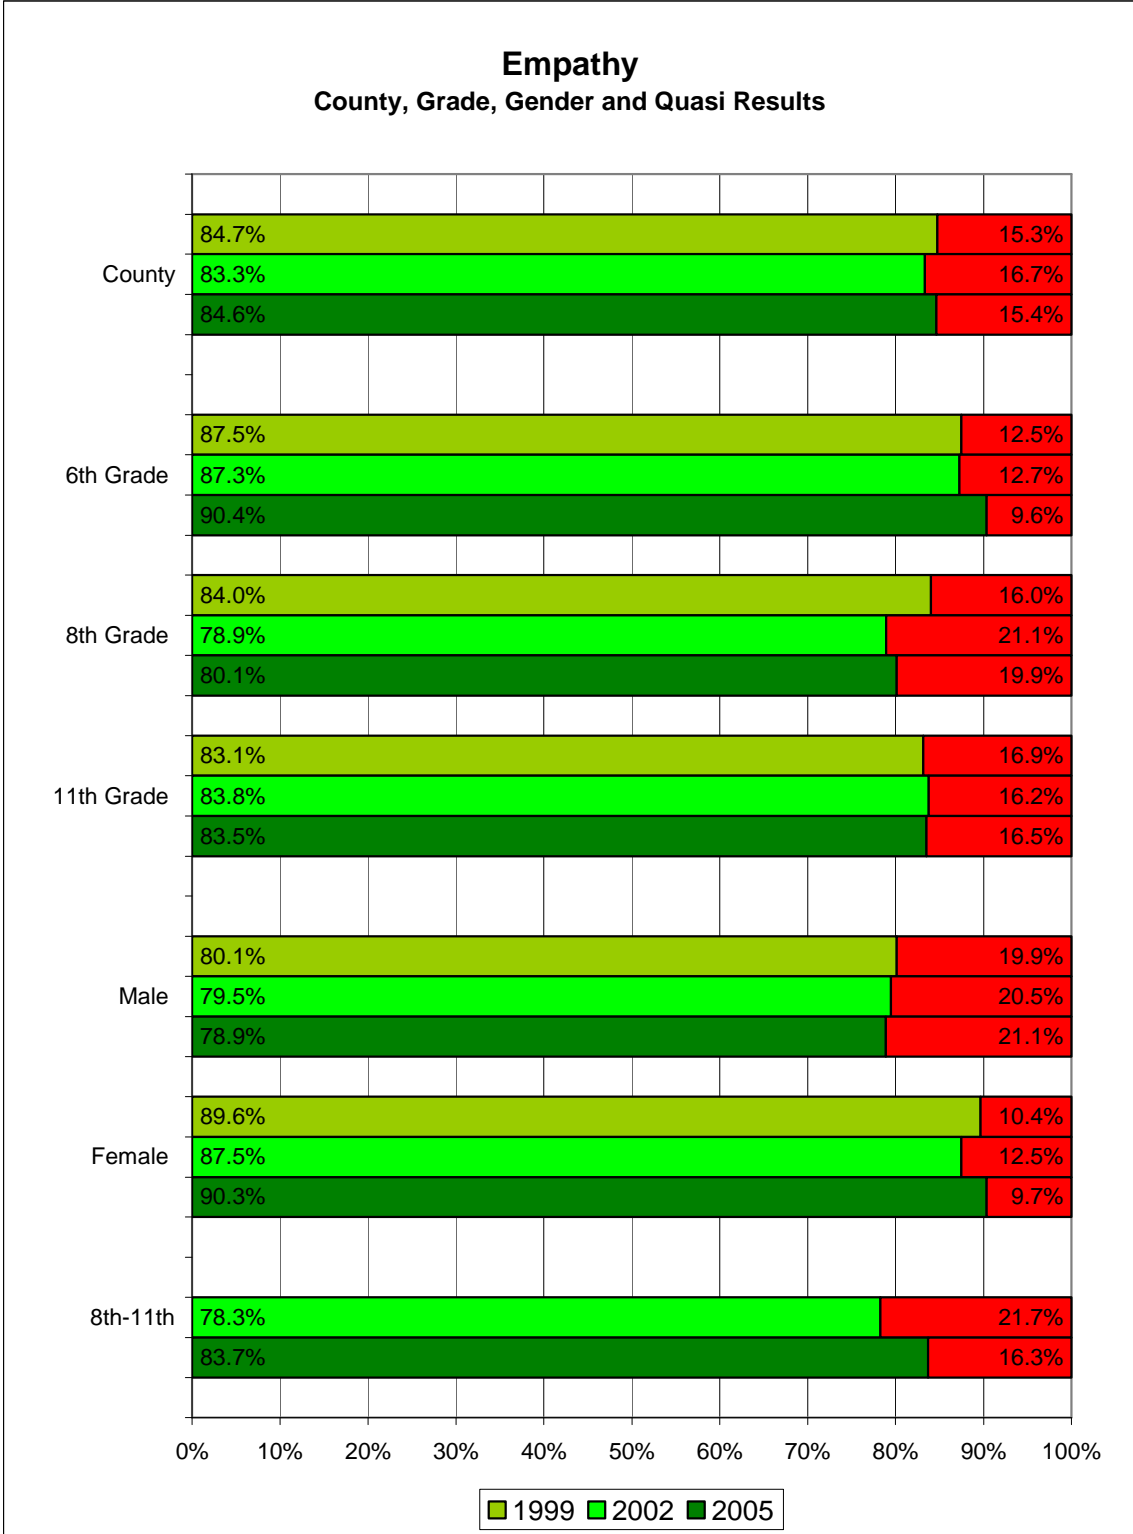 Empathy
County, Grade, Gender and Quasi Results
84.7% 15.3%
County 83.3% 16.7%
84.6% 15.4%
87.5% 12.5%
6th Grade 87.3% 12.7%
90.4% 9.6%
84.0% 16.0%
8th Grade 78.9% 21.1%
80.1% 19.9%
83.1% 16.9%
11th Grade 83.8% 16.2%
83.5% 16.5%
80.1% 19.9%
Male 79.5% 20.5%
78.9% 21.1%
89.6% 10.4%
Female 87.5% 12.5%
90.3% 9.7%
8th-11th 78.3% 21.7%
83.7% 16.3%
0% 10% 20% 30% 40% 50% 60% 70% 80% 90% 100%
1999 2002 2005